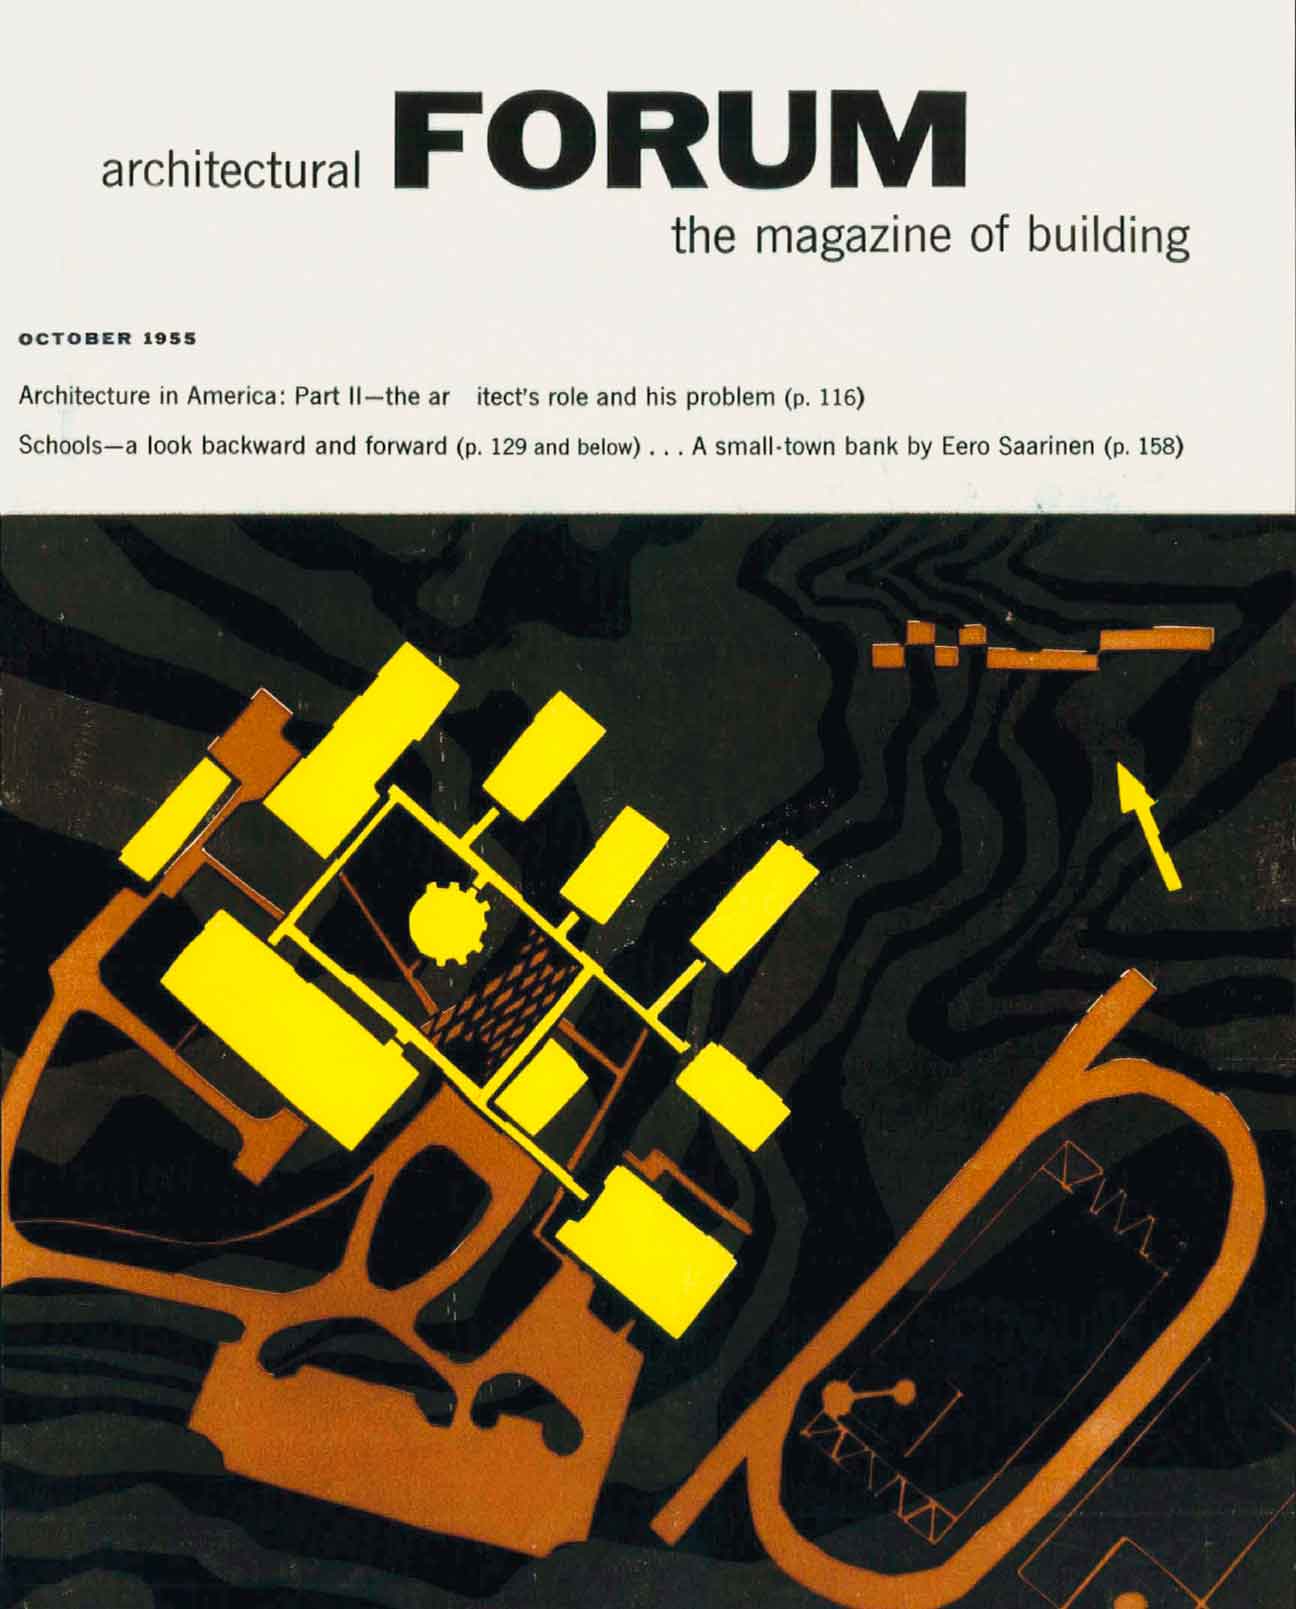 architectural FORUM
the magazine of building
OCTOBER 1955
Architecture in America: Part II—the ar itect's role and his problem (p. 116)
Schools—a look backward and forward (p. 129 and below) . . . A small-town bank by Eero Saarinen (p. 158)